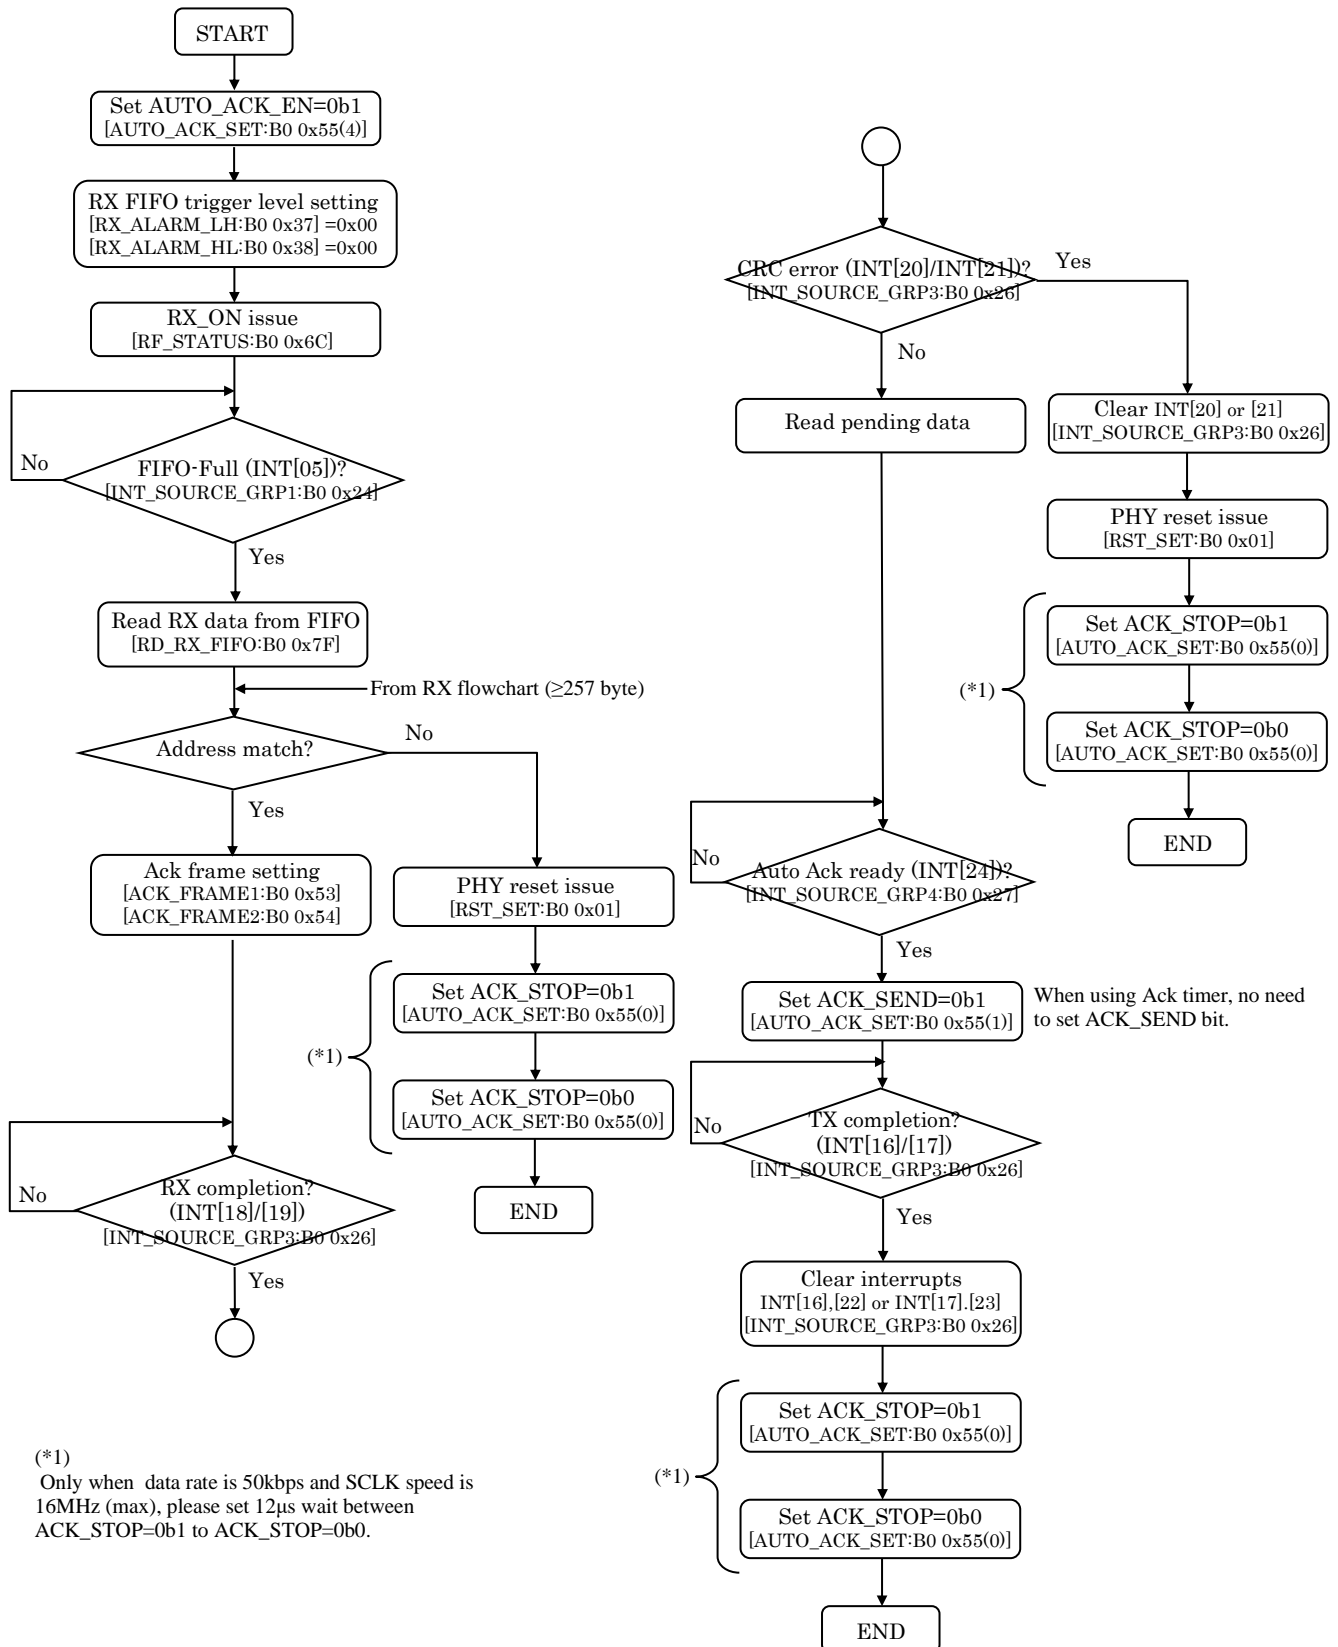 START
Set AUTO_ACK_EN=0b1
[AUTO_ACK_SET:B0 0x55(4)]
RX FIFO trigger level setting
[RX_ALARM_LH:B0 0x37] =0x00
[RX_ALARM_HL:B0 0x38] =0x00
RX_ON issue
[RF_STATUS:B0 0x6C]
No
FIFO-Full (INT[05])?
[INT_SOURCE_GRP1:B0 0x24]
Yes
Read RX data from FIFO
[RD_RX_FIFO:B0 0x7F]
From RX flowchart (≥257 byte)
Address match?
No
Yes
Ack frame setting
[ACK_FRAME1:B0 0x53]
[ACK_FRAME2:B0 0x54]
PHY reset issue
[RST_SET:B0 0x01]
(*1)
Set ACK_STOP=0b1
[AUTO_ACK_SET:B0 0x55(0)]
Set ACK_STOP=0b0
[AUTO_ACK_SET:B0 0x55(0)]
END
No
RX completion?
(INT[18]/[19])
[INT_SOURCE_GRP3:B0 0x26]
Yes
CRC error (INT[20]/INT[21])?
[INT_SOURCE_GRP3:B0 0x26]
Yes
No
Read pending data
Clear INT[20] or [21]
[INT_SOURCE_GRP3:B0 0x26]
PHY reset issue
[RST_SET:B0 0x01]
(*1)
Set ACK_STOP=0b1
[AUTO_ACK_SET:B0 0x55(0)]
Set ACK_STOP=0b0
[AUTO_ACK_SET:B0 0x55(0)]
END
No
Auto Ack ready (INT[24])?
[INT_SOURCE_GRP4:B0 0x27]
Yes
Set ACK_SEND=0b1
[AUTO_ACK_SET:B0 0x55(1)]
When using Ack timer, no need
to set ACK_SEND bit.
No
TX completion?
(INT[16]/[17])
[INT_SOURCE_GRP3:B0 0x26]
Yes
Clear interrupts
INT[16],[22] or INT[17].[23]
[INT_SOURCE_GRP3:B0 0x26]
(*1)
Set ACK_STOP=0b1
[AUTO_ACK_SET:B0 0x55(0)]
Set ACK_STOP=0b0
[AUTO_ACK_SET:B0 0x55(0)]
END
(*1)
Only when data rate is 50kbps and SCLK speed is
16MHz (max), please set 12μs wait between
ACK_STOP=0b1 to ACK_STOP=0b0.